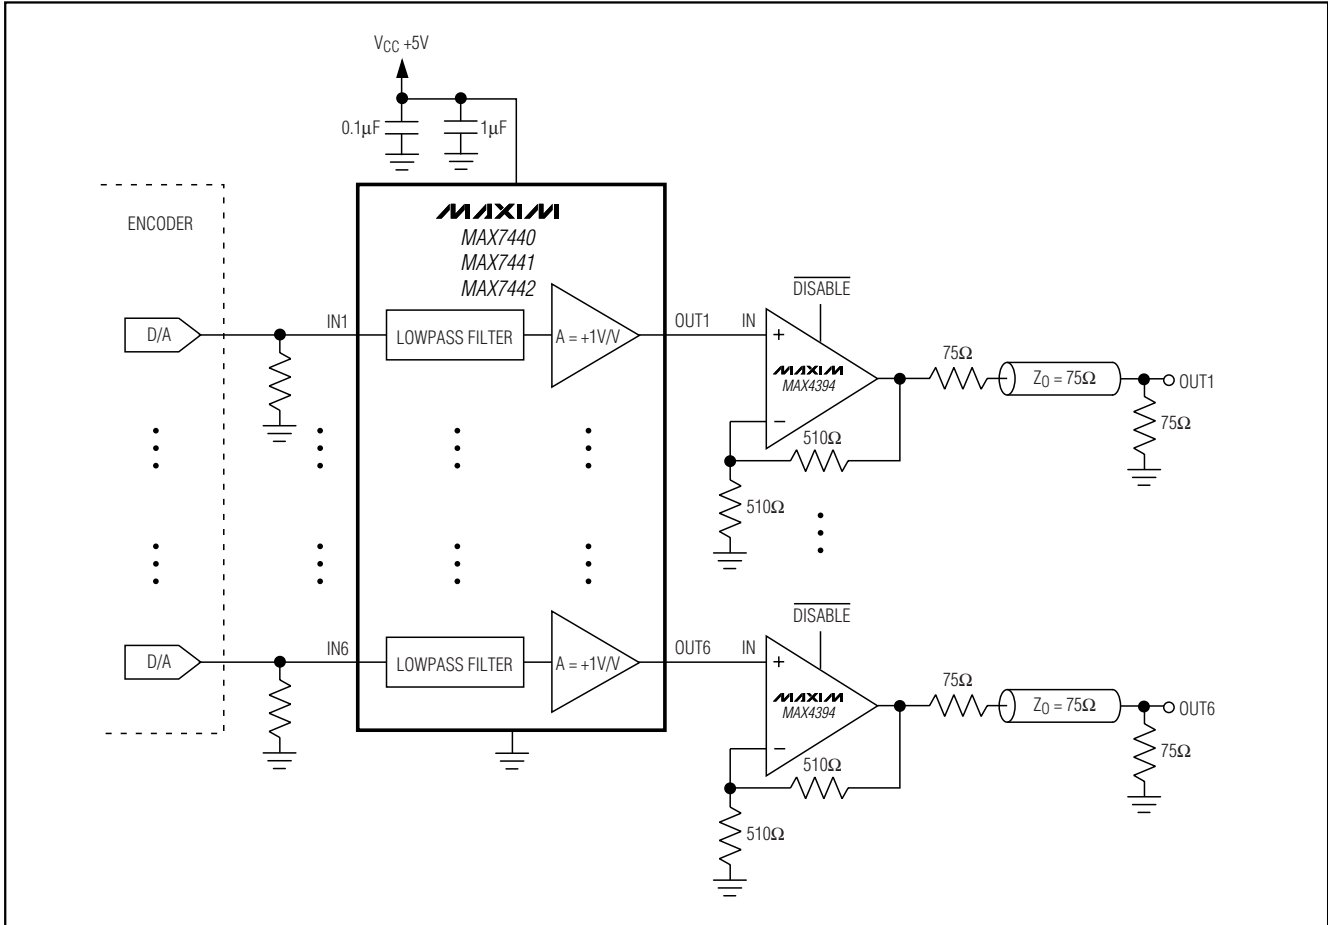 VCC +5V
0.1µF
1µF
ENCODER
MAXIM
MAX7440
MAX7441
MAX7442
D/A
IN1
LOWPASS FILTER
A = +1V/V
OUT1
IN
DISABLE
+
MAXIM
MAX4394
−
510Ω
510Ω
75Ω
Z0 = 75Ω
OUT1
75Ω
D/A
IN6
LOWPASS FILTER
A = +1V/V
OUT6
IN
DISABLE
+
MAXIM
MAX4394
−
510Ω
510Ω
75Ω
Z0 = 75Ω
OUT6
75Ω